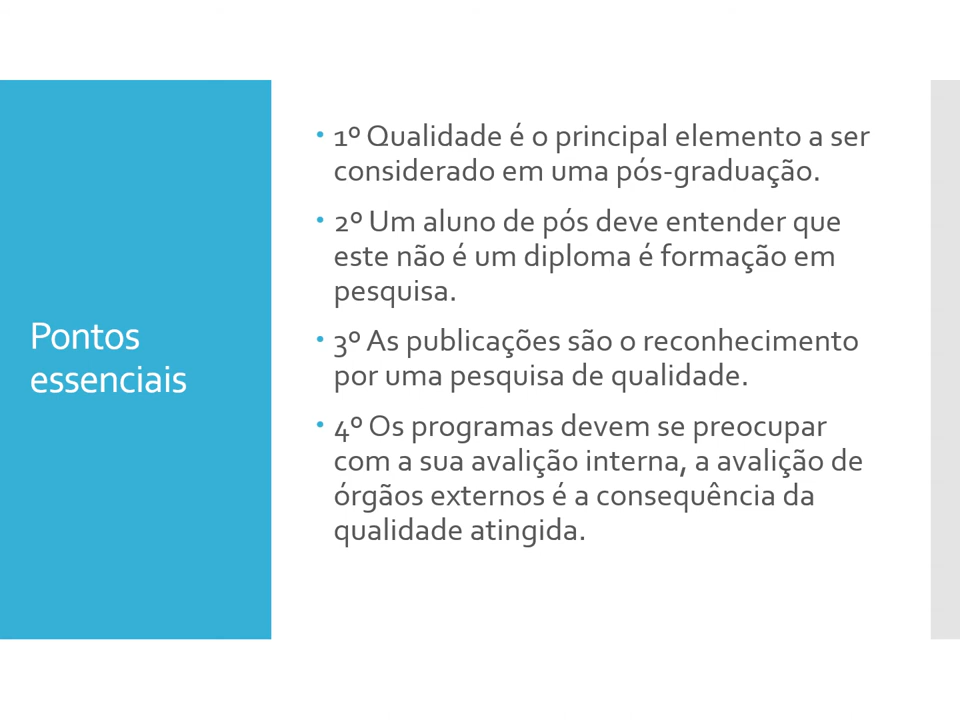 Pontos
essenciais
• 1º Qualidade é o principal elemento a ser
considerado em uma pós-graduação.
• 2º Um aluno de pós deve entender que
este não é um diploma é formação em
pesquisa.
• 3º As publicações são o reconhecimento
por uma pesquisa de qualidade.
• 4º Os programas devem se preocupar
com a sua avalição interna, a avalição de
órgãos externos é a consequência da
qualidade atingida.